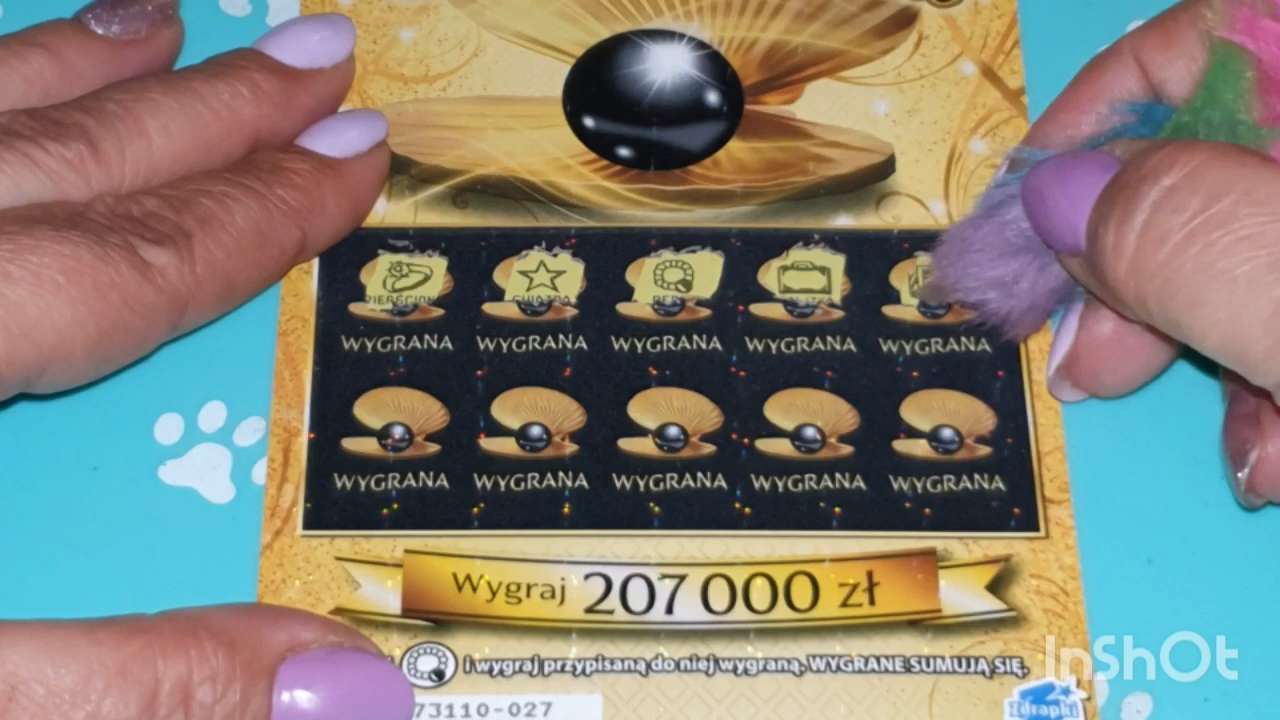 WYGRANA WYGRANA WYGRANA WYGRANA WYGRANA
WYGRANA WYGRANA WYGRANA WYGRANA WYGRANA
Wygraj 207 000 zł
i wygraj przypisaną do niej wygraną. WYGRANE SUMUJĄ SIĘ.
InShOt
Zdrapki
73110-027